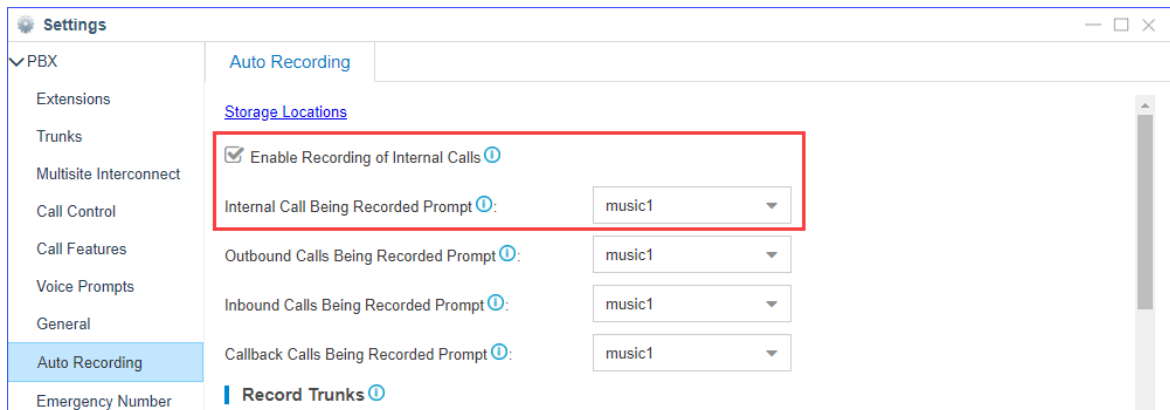 Settings
PBX
Extensions
Trunks
Multisite Interconnect
Call Control
Call Features
Voice Prompts
General
Auto Recording
Emergency Number
Auto Recording
Storage Locations
Enable Recording of Internal Calls
Internal Call Being Recorded Prompt : music1
Outbound Calls Being Recorded Prompt : music1
Inbound Calls Being Recorded Prompt : music1
Callback Calls Being Recorded Prompt : music1
Record Trunks